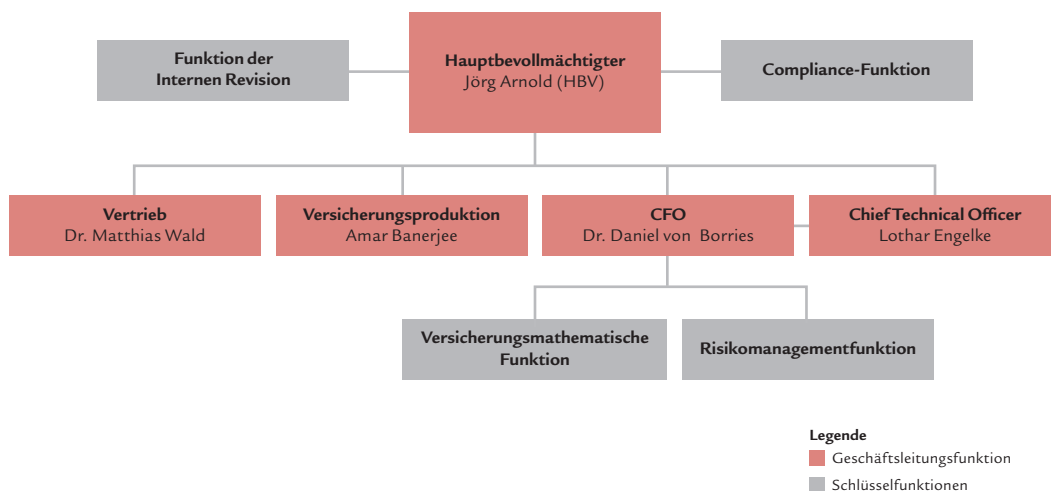 Funktion der
Internen Revision
Hauptbevollmächtigter
Jörg Arnold (HBV)
Compliance-Funktion
Vertrieb
Dr. Matthias Wald
Versicherungsproduktion
Amar Banerjee
CFO
Dr. Daniel von Borries
Chief Technical Officer
Lothar Engelke
Versicherungsmathematische
Funktion
Risikomanagementfunktion
Legende
Geschäftsleitungsfunktion
Schlüsselfunktionen